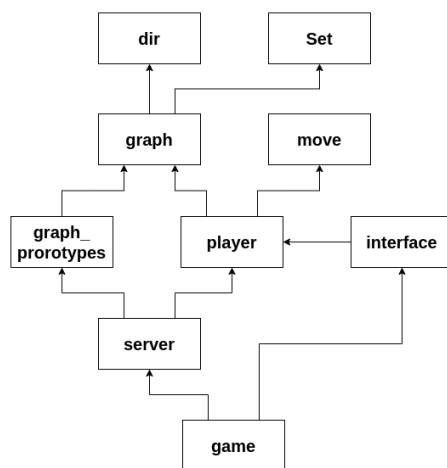 dir
Set
graph
move
graph_
prorotypes
player
interface
server
game